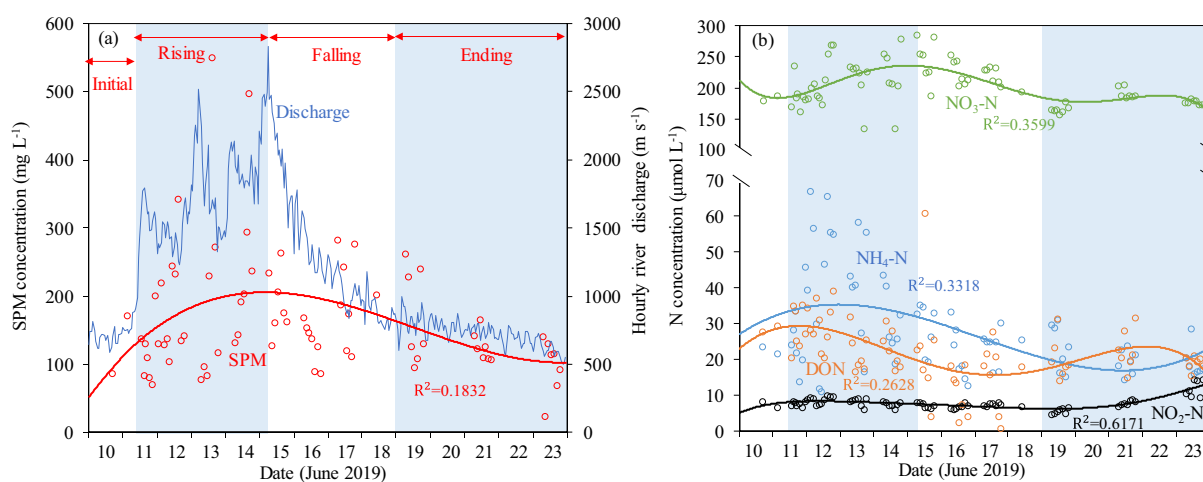 (a)
Initial
Rising
Falling
Ending
Discharge
SPM
R²=0.1832
SPM concentration (mg L⁻¹)
600
500
400
300
200
100
0
Hourly river discharge (m s⁻¹)
3000
2500
2000
1500
1000
500
0
10 11 12 13 14 15 16 17 18 19 20 21 22 23
Date (June 2019)
(b)
NO₃-N
R²=0.3599
NH₄-N
R²=0.3318
DON
R²=0.2628
NO₂-N
R²=0.6171
N concentration (μmol L⁻¹)
300
250
200
150
100
70
60
50
40
30
20
10
0
10 11 12 13 14 15 16 17 18 19 20 21 22 23
Date (June 2019)